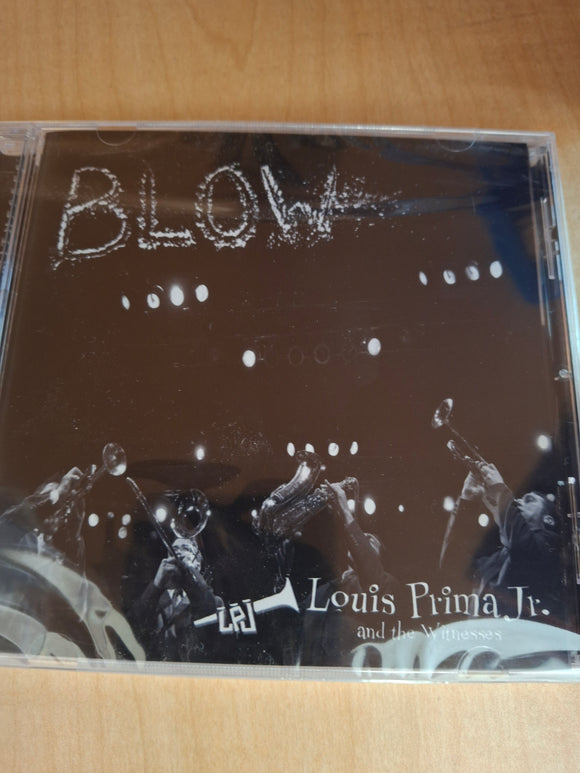 BLOW
LPJ
Louis Prima Jr.
and the Witnesses